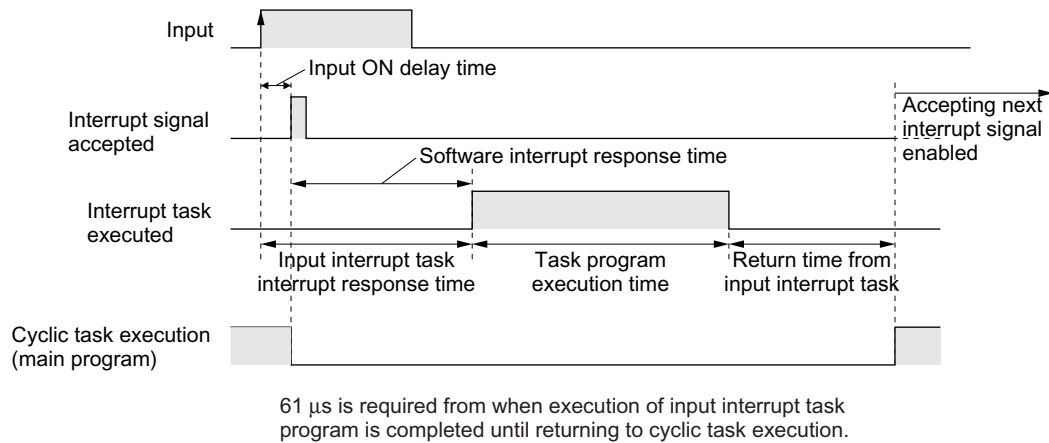 Input
Input ON delay time
Interrupt signal
accepted
Accepting next
interrupt signal
enabled
Software interrupt response time
Interrupt task
executed
Input interrupt task
interrupt response time
Task program
execution time
Return time from
input interrupt task
Cyclic task execution
(main program)
61 μs is required from when execution of input interrupt task
program is completed until returning to cyclic task execution.